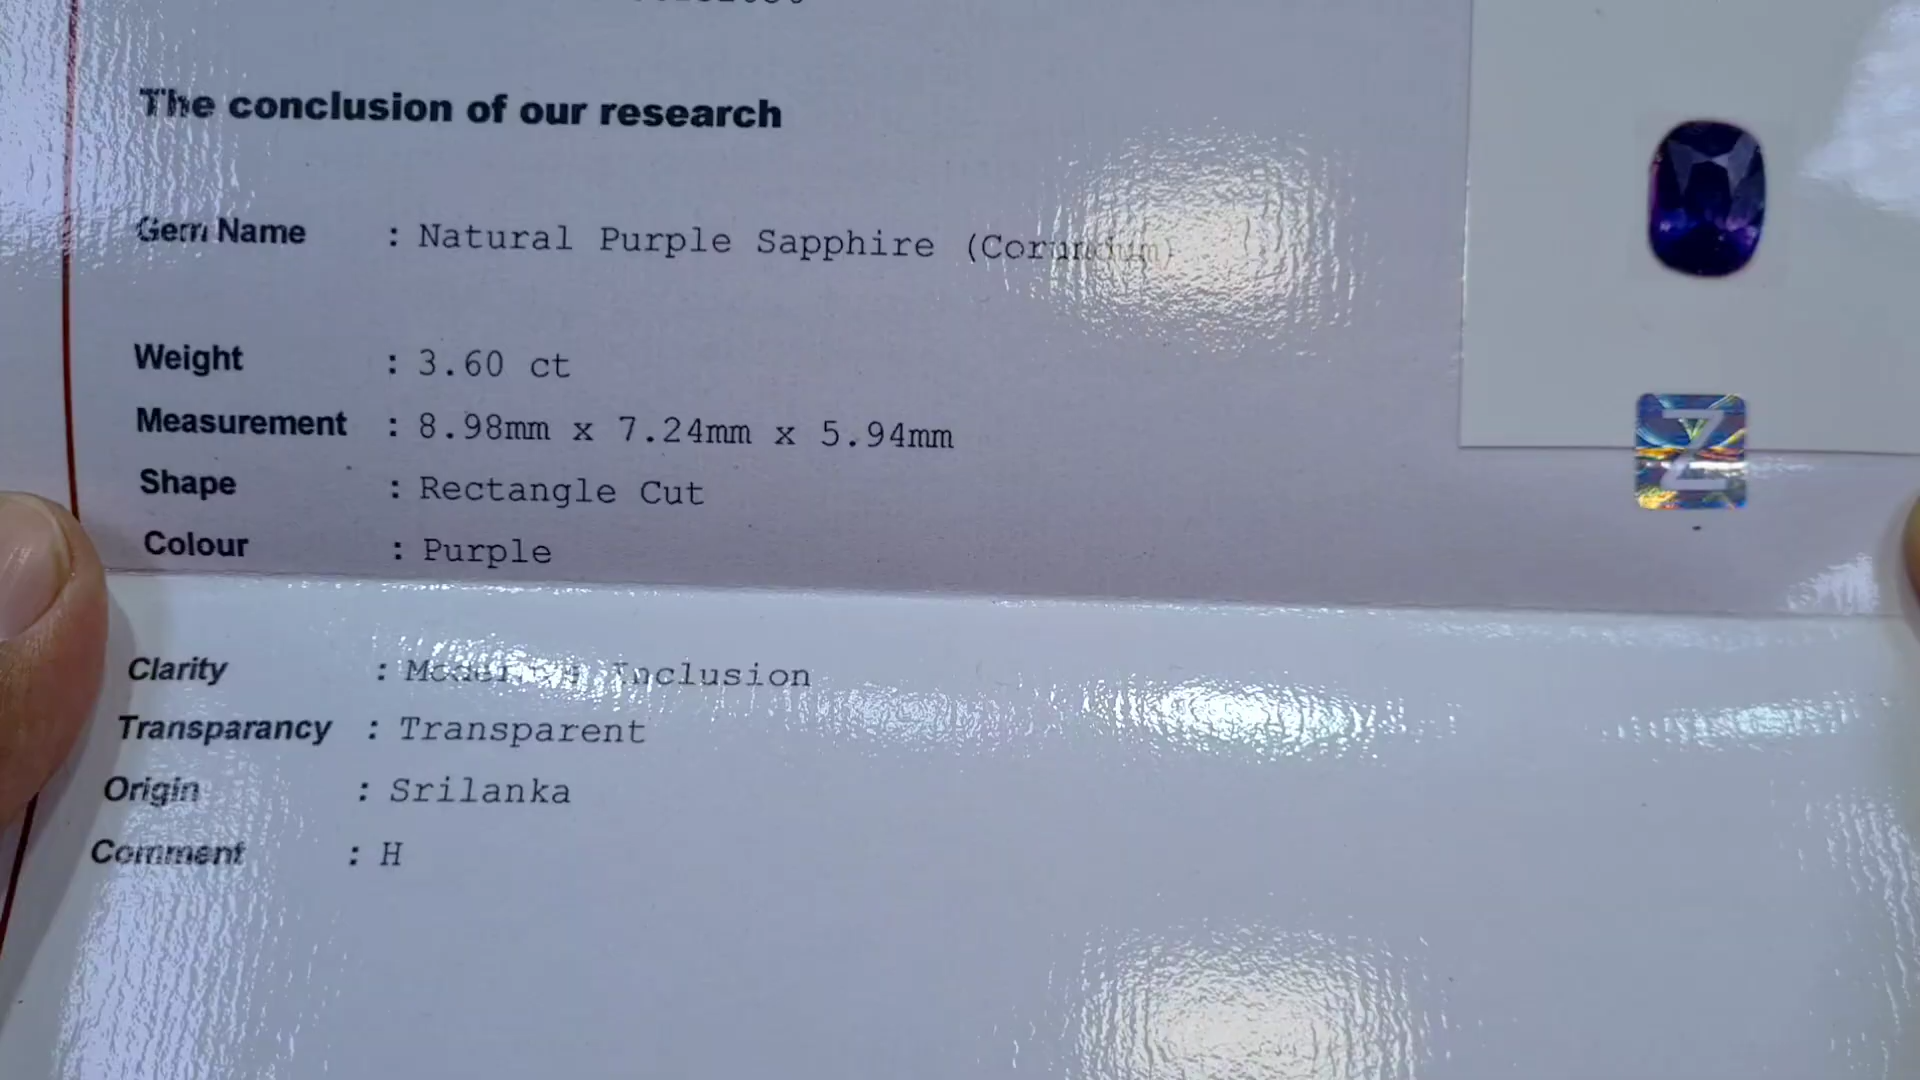 The conclusion of our research
Gem Name : Natural Purple Sapphire (Corundum)
Weight : 3.60 ct
Measurement : 8.98mm x 7.24mm x 5.94mm
Shape : Rectangle Cut
Z
Colour : Purple
Clarity : Inclusion
Transparancy : Transparent
Origin : Srilanka
Comment : H